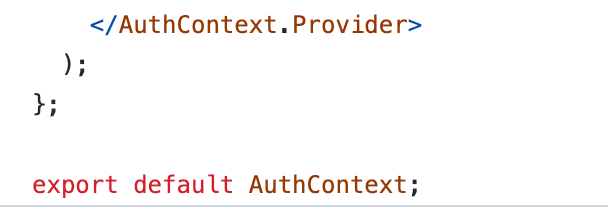 </AuthContext.Provider>
  );
};

export default AuthContext;